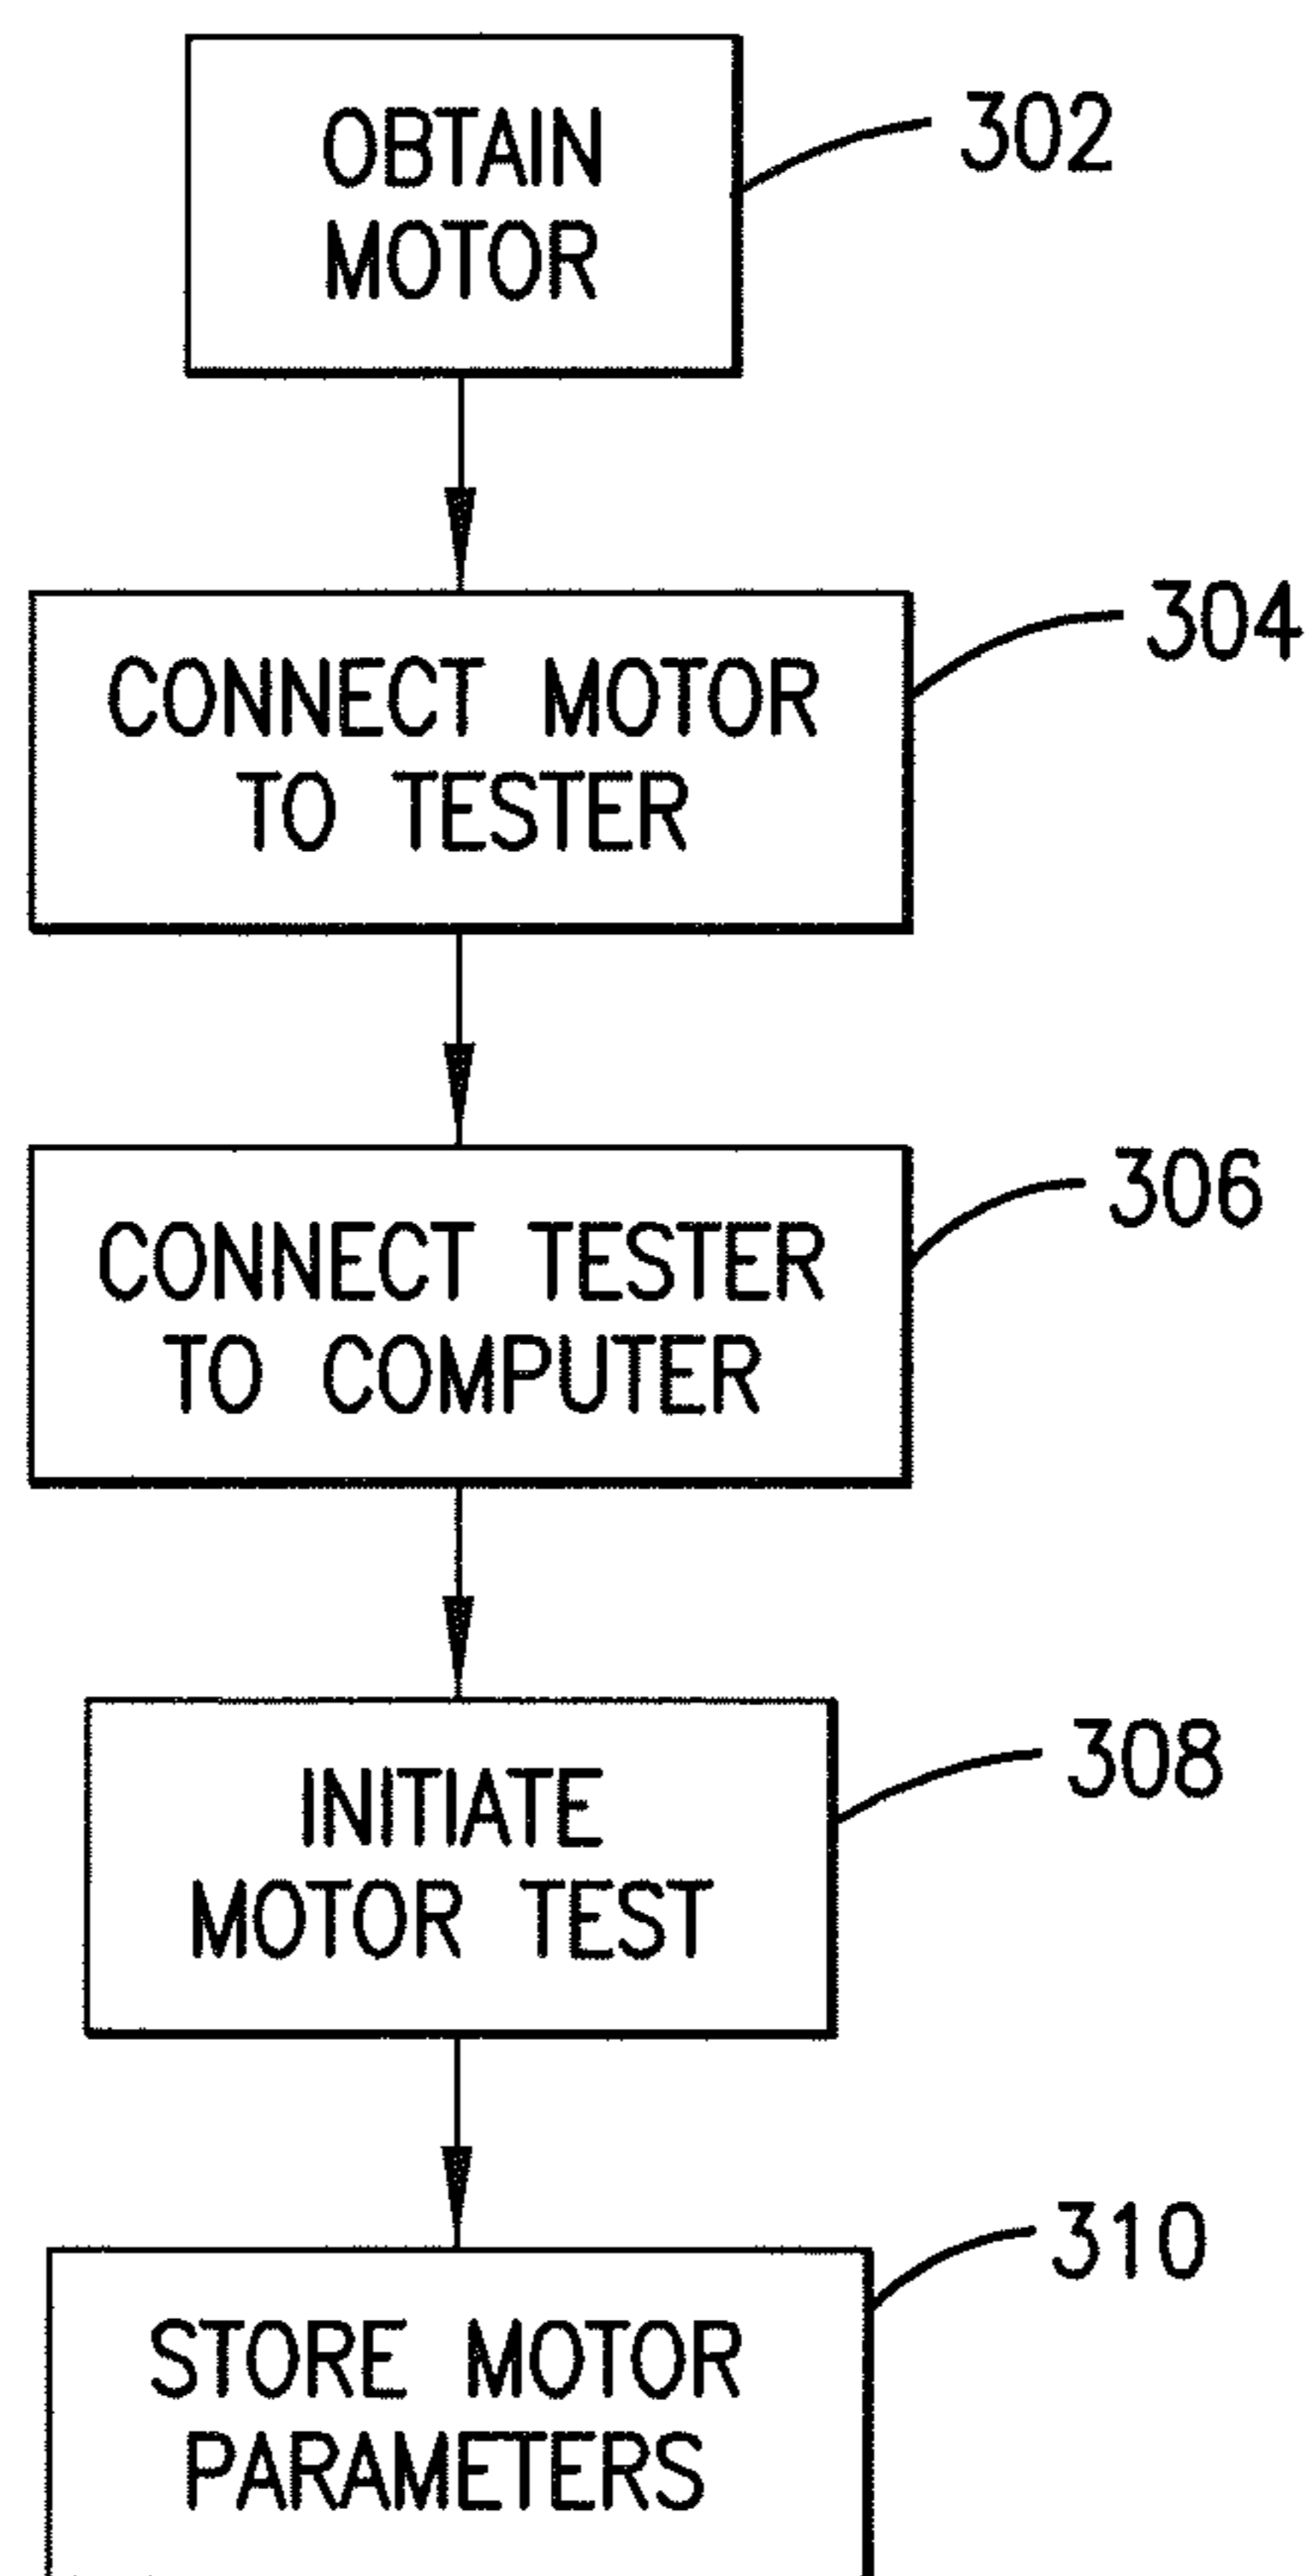 OBTAIN
MOTOR
302
CONNECT MOTOR
TO TESTER
304
CONNECT TESTER
TO COMPUTER
306
INITIATE
MOTOR TEST
308
STORE MOTOR
PARAMETERS
310